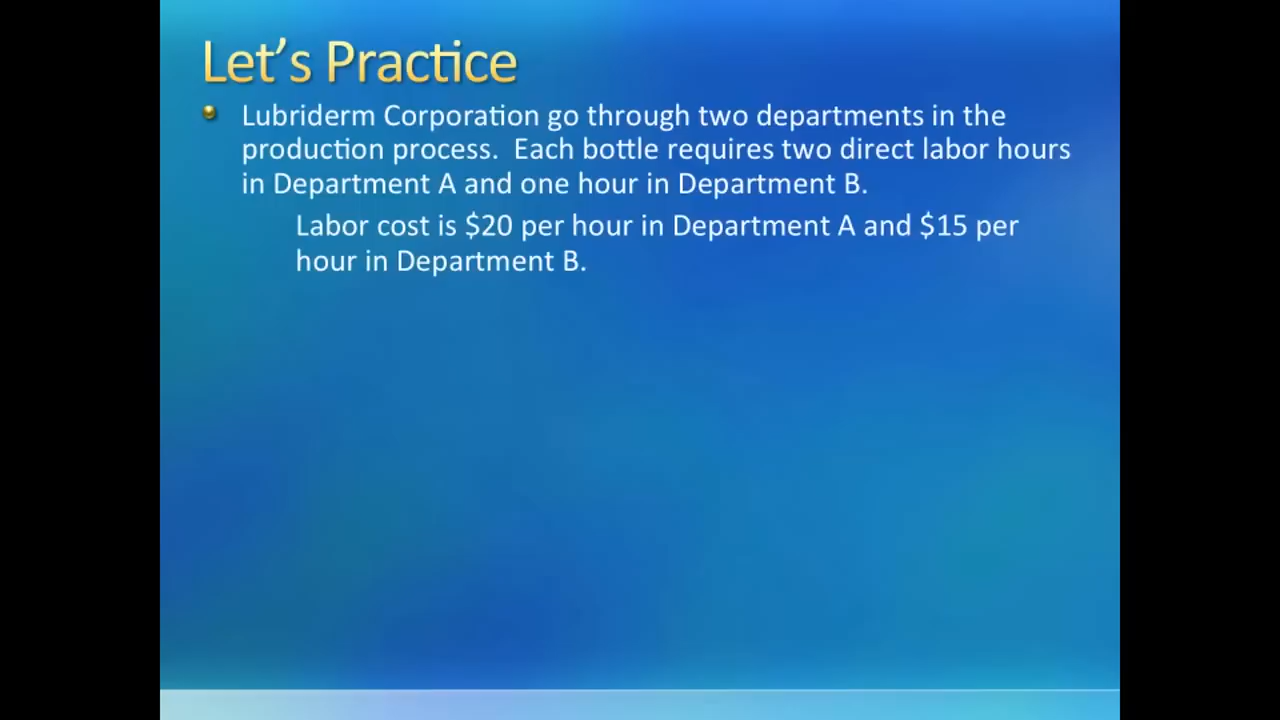 Let's Practice
Lubriderm Corporation go through two departments in the
production process.  Each bottle requires two direct labor hours
in Department A and one hour in Department B.
Labor cost is $20 per hour in Department A and $15 per
hour in Department B.